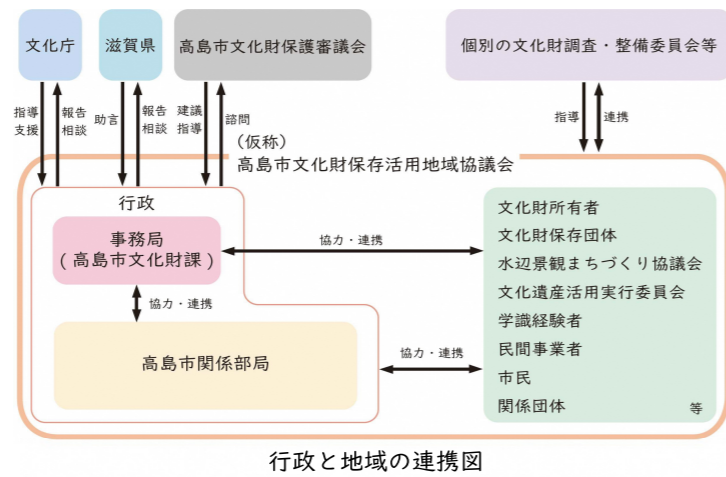 文化庁
滋賀県
高島市文化財保護審議会
個別の文化財調査・整備委員会等
指導
支援
報告
相談
助言
報告
相談
建議
指導
諮問
指導
連携
(仮称)
高島市文化財保存活用地域協議会
行政
事務局
(高島市文化財課)
協力・連携
協力・連携
高島市関係部局
協力・連携
文化財所有者
文化財保存団体
水辺景観まちづくり協議会
文化遺産活用実行委員会
学識経験者
民間事業者
市民
関係団体 等
行政と地域の連携図